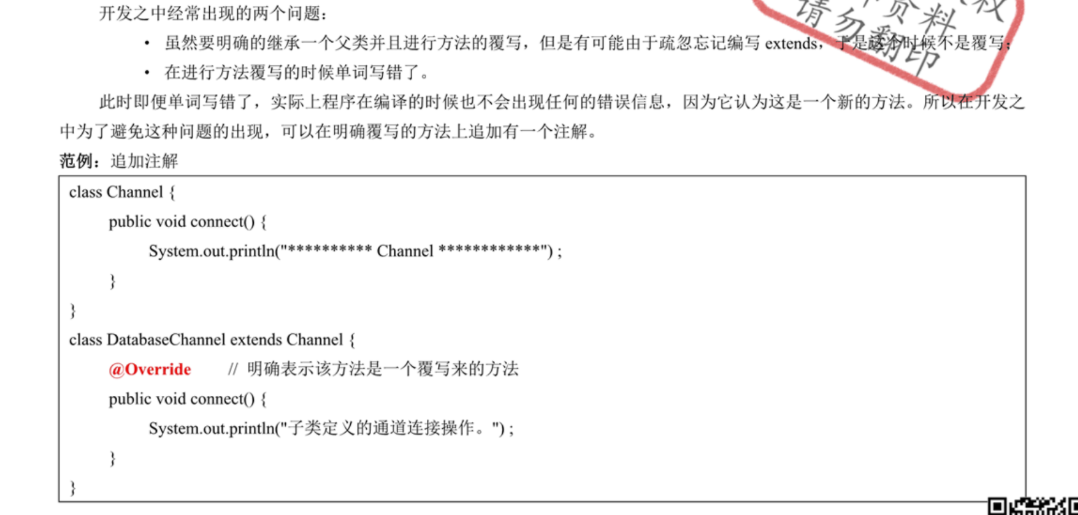 开发之中经常出现的两个问题：
• 虽然要明确的继承一个父类并且进行方法的覆写，但是有可能由于疏忽忘记编写 extends，于是这个时候不是覆写；
• 在进行方法覆写的时候单词写错了。
此时即便单词写错了，实际上程序在编译的时候也不会出现任何的错误信息，因为它认为这是一个新的方法。所以在开发之
中为了避免这种问题的出现，可以在明确覆写的方法上追加有一个注解。
范例：追加注解
class Channel {
public void connect() {
System.out.println("********** Channel ************") ;
}
}
class DatabaseChannel extends Channel {
@Override // 明确表示该方法是一个覆写来的方法
public void connect() {
System.out.println("子类定义的通道连接操作。") ;
}
}
权
资料
请勿翻印